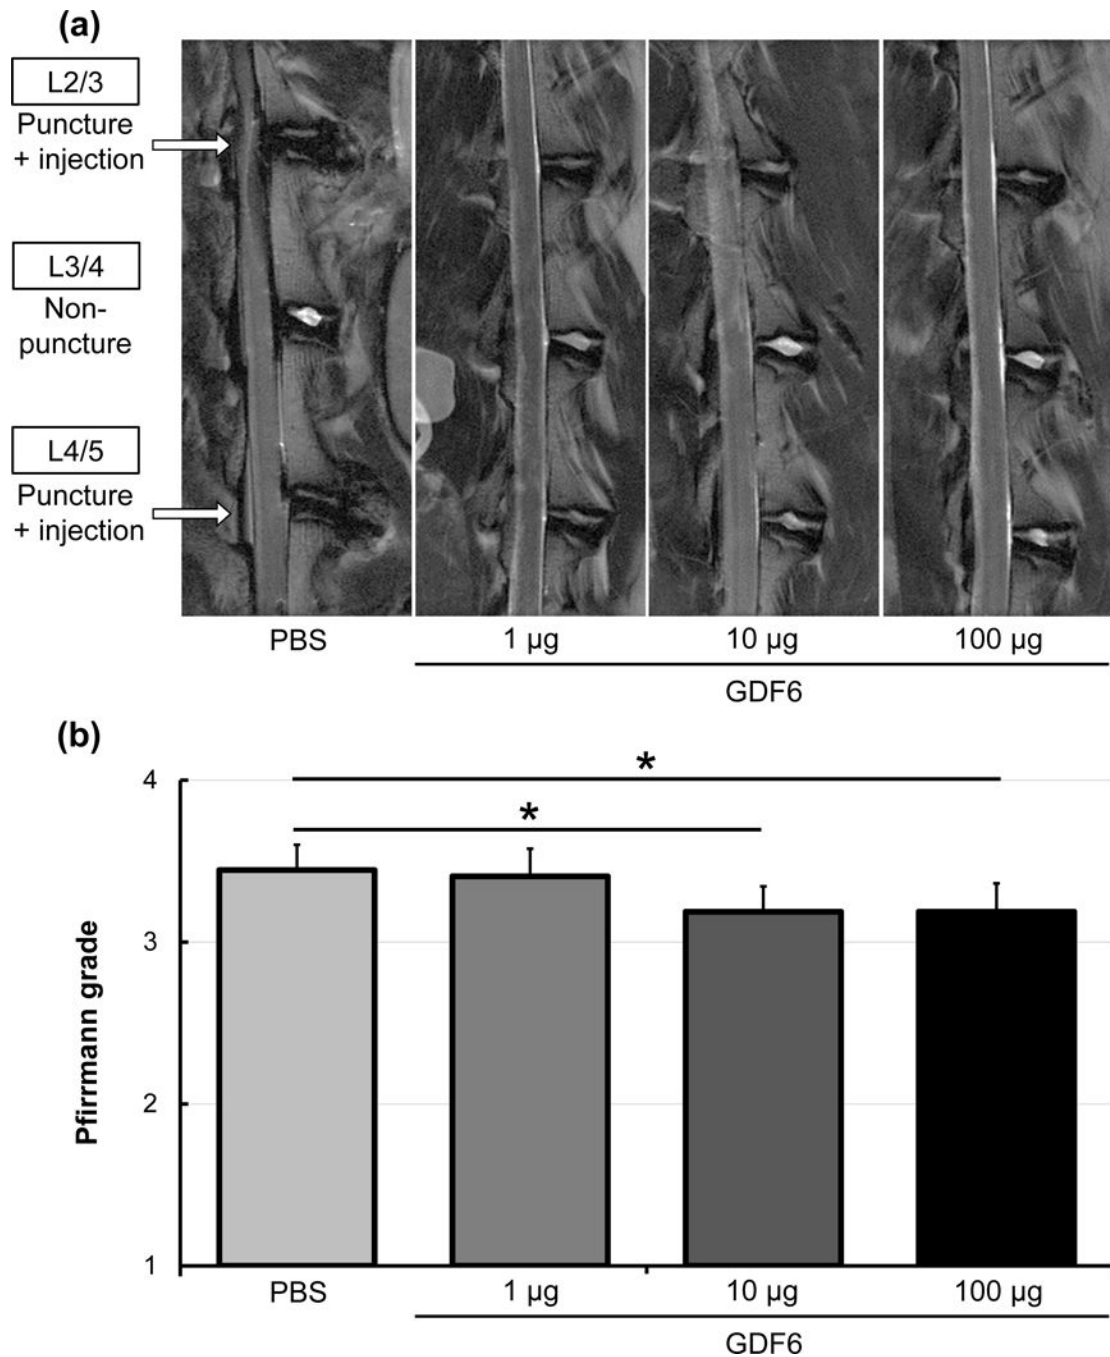 (a)
L2/3
Puncture
+ injection
L3/4
Non-
puncture
L4/5
Puncture
+ injection
PBS
1 µg
10 µg
100 µg
GDF6
(b)
*
*
4
3
2
1
Pfirrmann grade
PBS
1 µg
10 µg
100 µg
GDF6